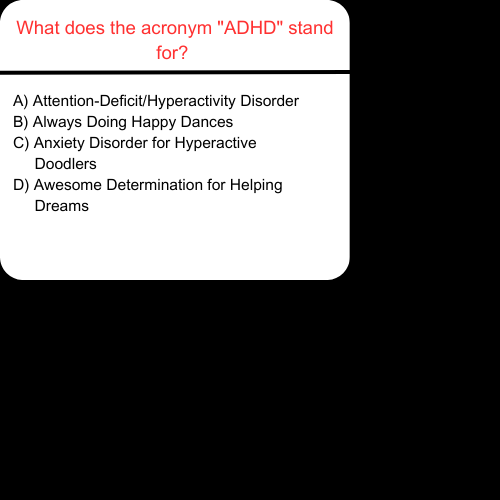 What does the acronym "ADHD" stand
for?
A) Attention-Deficit/Hyperactivity Disorder
B) Always Doing Happy Dances
C) Anxiety Disorder for Hyperactive
Doodlers
D) Awesome Determination for Helping
Dreams